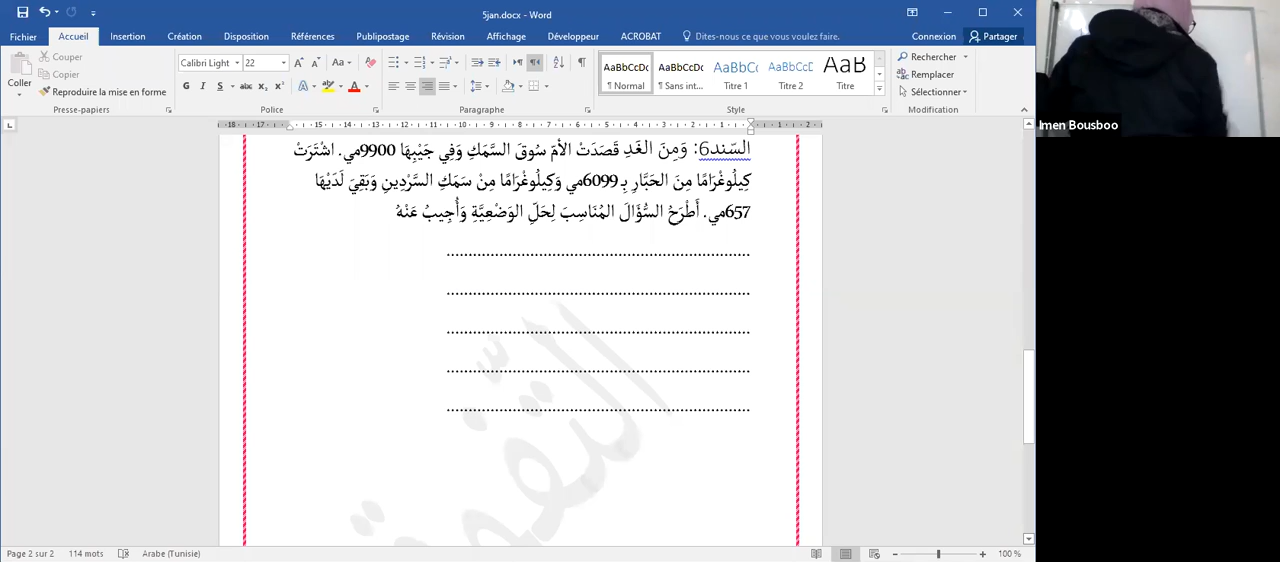 5jan.docx - Word
Fichier Accueil Insertion Création Disposition Références Publipostage Révision Affichage Développeur ACROBAT Dites-nous ce que vous voulez faire. Connexion Partager
Couper
Copier
Coller
Reproduire la mise en forme
Calibri Light 22
AaBbCcDc AaBbCcDc AaBbCc AaBbCcD AaB
¶ Normal ¶ Sans int... Titre 1 Titre 2 Titre
Rechercher
Remplacer
Sélectionner
Presse-papiers Police Paragraphe Style Modification
Imen Bousboo
السّند6: وَمِنَ الْغَدِ قَصَدَتْ الأمّ سُوقَ السَّمَكِ وَفِي جَيْبِهَا 9900مي. اشْتَرَتْ
كِيلُوغْرَامًا مِنَ الحَبَّارِ بِـ 6099مي وَكِيلُوغْرَامًا مِنْ سَمَكِ السَّرْدِينِ وَبَقِيَ لَدَيْهَا
657مي. أَطْرَحُ السُّؤَالَ المُنَاسِبَ لِحَلِّ الوَضْعِيَّةِ وَأُجِيبُ عَنْهُ
Page 2 sur 2 114 mots Arabe (Tunisie) 100 %